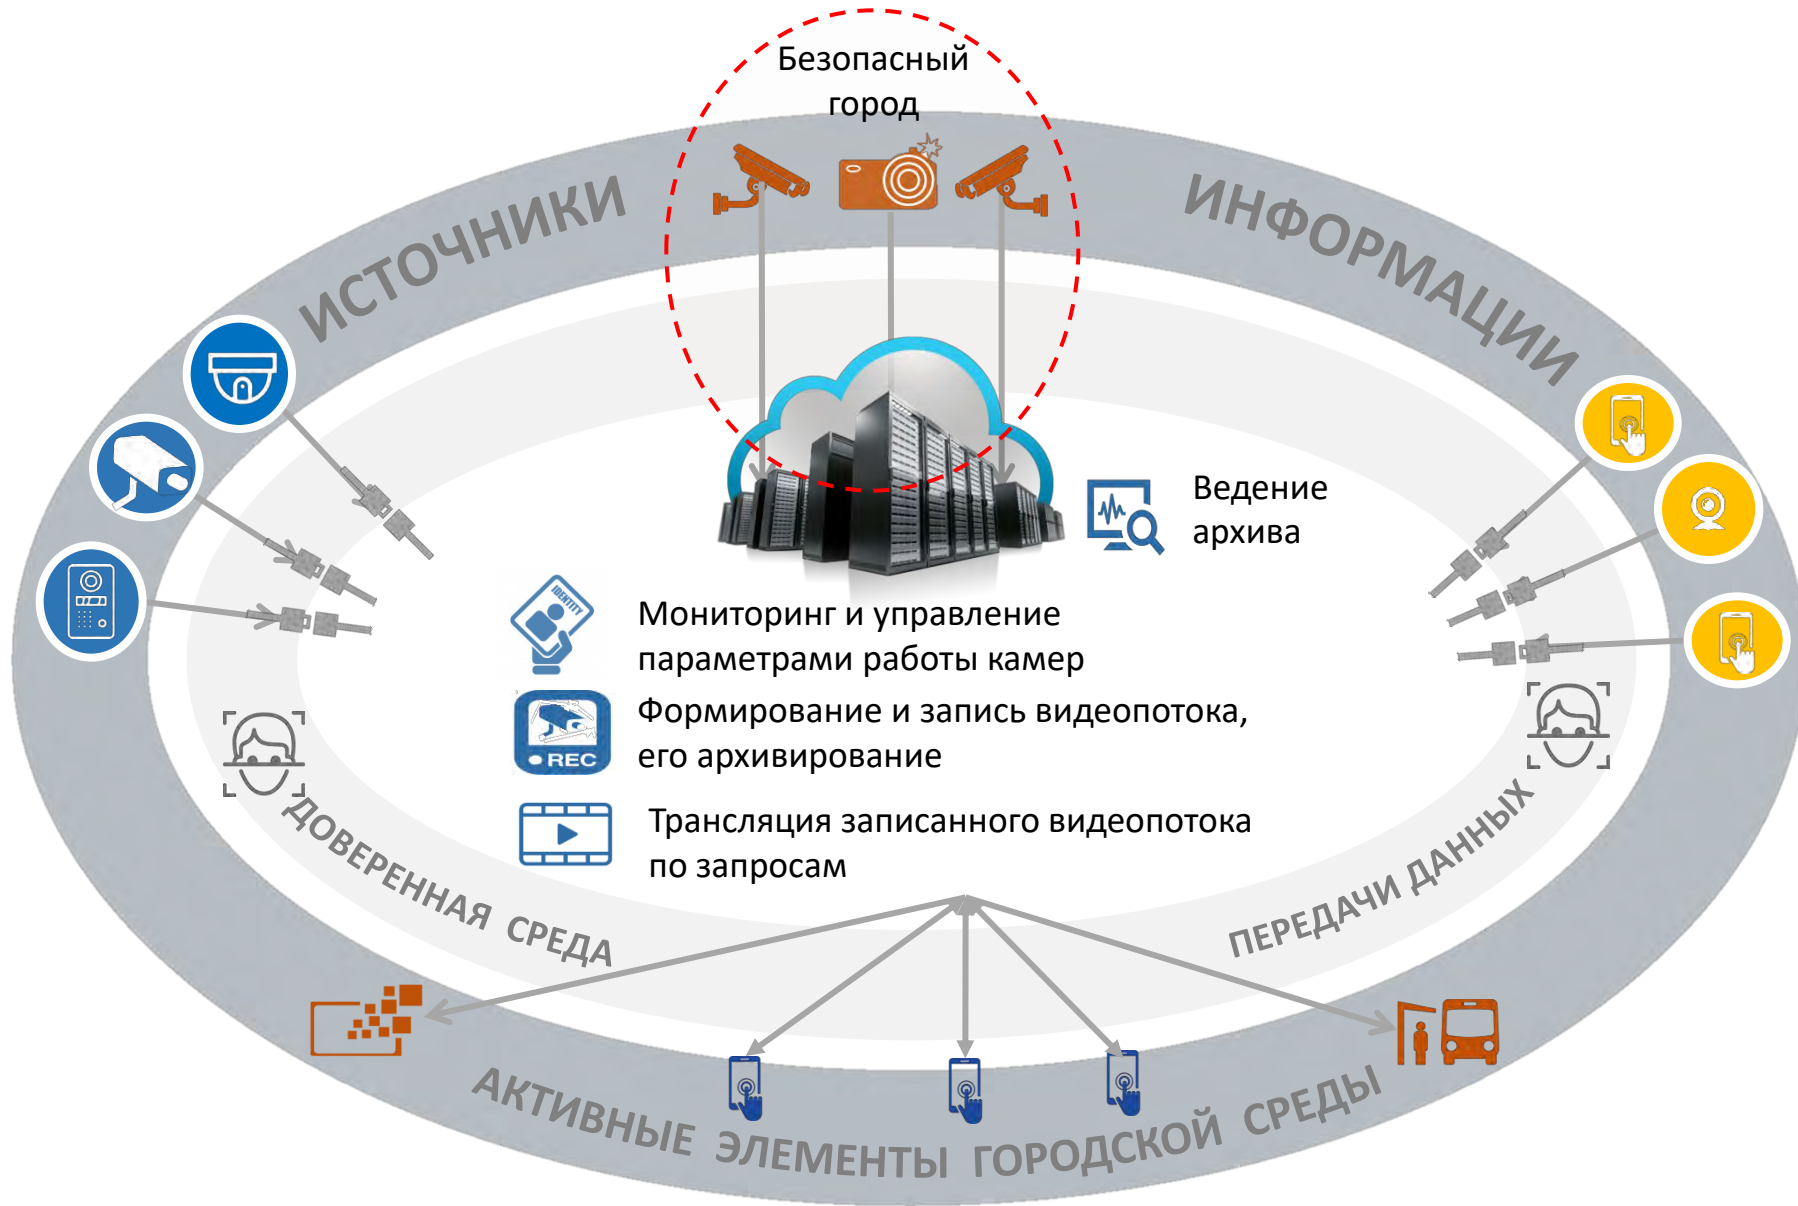 Безопасный
город
ИСТОЧНИКИ
ИНФОРМАЦИИ
Ведение
архива
IDENTITY
Мониторинг и управление
параметрами работы камер
REC
Формирование и запись видеопотока,
его архивирование
Трансляция записанного видеопотока
по запросам
ДОВЕРЕННАЯ СРЕДА
ПЕРЕДАЧИ ДАННЫХ
АКТИВНЫЕ ЭЛЕМЕНТЫ ГОРОДСКОЙ СРЕДЫ